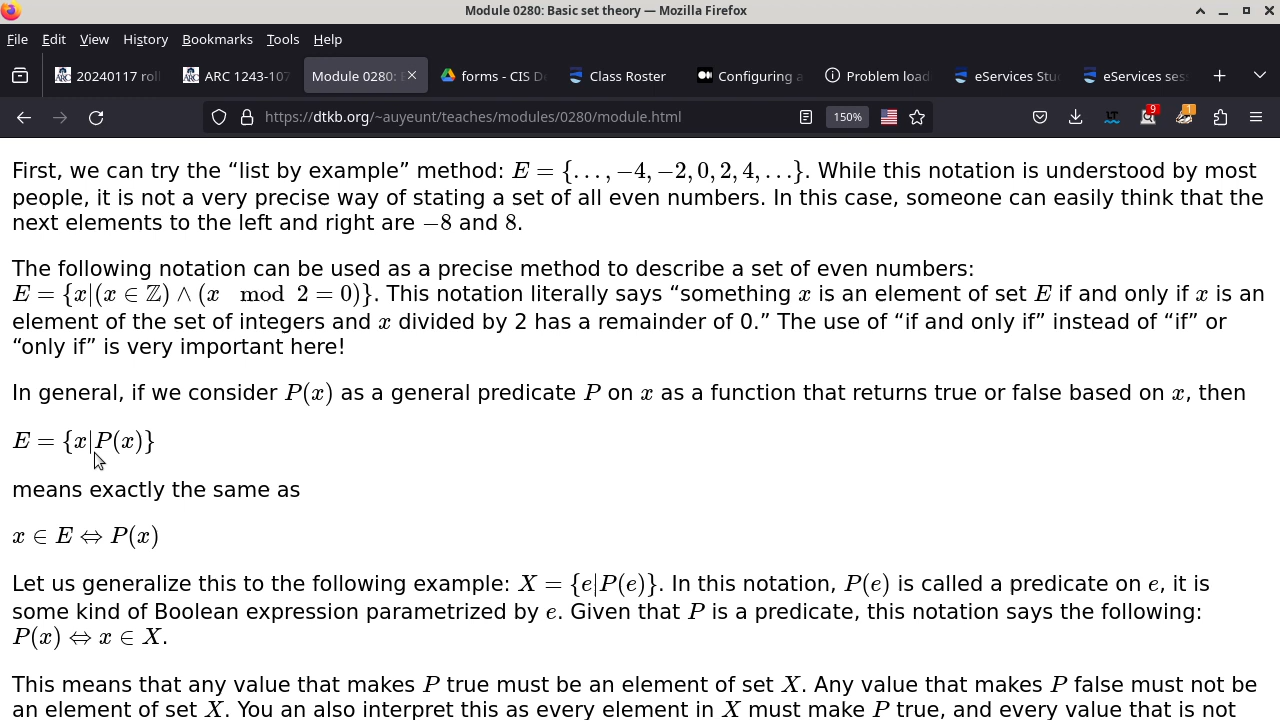 Module 0280: Basic set theory — Mozilla Firefox
File Edit View History Bookmarks Tools Help
20240117 roll ARC 1243-107 Module 0280: B forms - CIS De Class Roster Configuring a Problem load eServices Stu eServices ses
https://dtkb.org/~auyeunt/teaches/modules/0280/module.html 150% 9 1
First, we can try the “list by example” method: E = {…, −4, −2, 0, 2, 4, …}. While this notation is understood by most
people, it is not a very precise way of stating a set of all even numbers. In this case, someone can easily think that the
next elements to the left and right are −8 and 8.
The following notation can be used as a precise method to describe a set of even numbers:
E = {x|(x ∈ ℤ) ∧ (x mod 2 = 0)}. This notation literally says “something x is an element of set E if and only if x is an
element of the set of integers and x divided by 2 has a remainder of 0.” The use of “if and only if” instead of “if” or
“only if” is very important here!
In general, if we consider P(x) as a general predicate P on x as a function that returns true or false based on x, then
E = {x|P(x)}
means exactly the same as
x ∈ E ⇔ P(x)
Let us generalize this to the following example: X = {e|P(e)}. In this notation, P(e) is called a predicate on e, it is
some kind of Boolean expression parametrized by e. Given that P is a predicate, this notation says the following:
P(x) ⇔ x ∈ X.
This means that any value that makes P true must be an element of set X. Any value that makes P false must not be
an element of set X. You an also interpret this as every element in X must make P true, and every value that is not